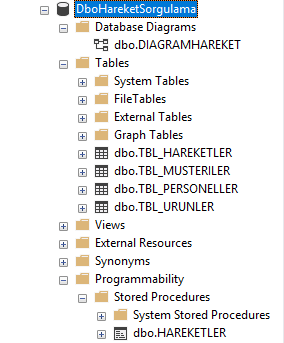 DboHareketSorgulama
Database Diagrams
dbo.DIAGRAMHAREKET
Tables
System Tables
FileTables
External Tables
Graph Tables
dbo.TBL_HAREKETLER
dbo.TBL_MUSTERILER
dbo.TBL_PERSONELLER
dbo.TBL_URUNLER
Views
External Resources
Synonyms
Programmability
Stored Procedures
System Stored Procedures
dbo.HAREKETLER